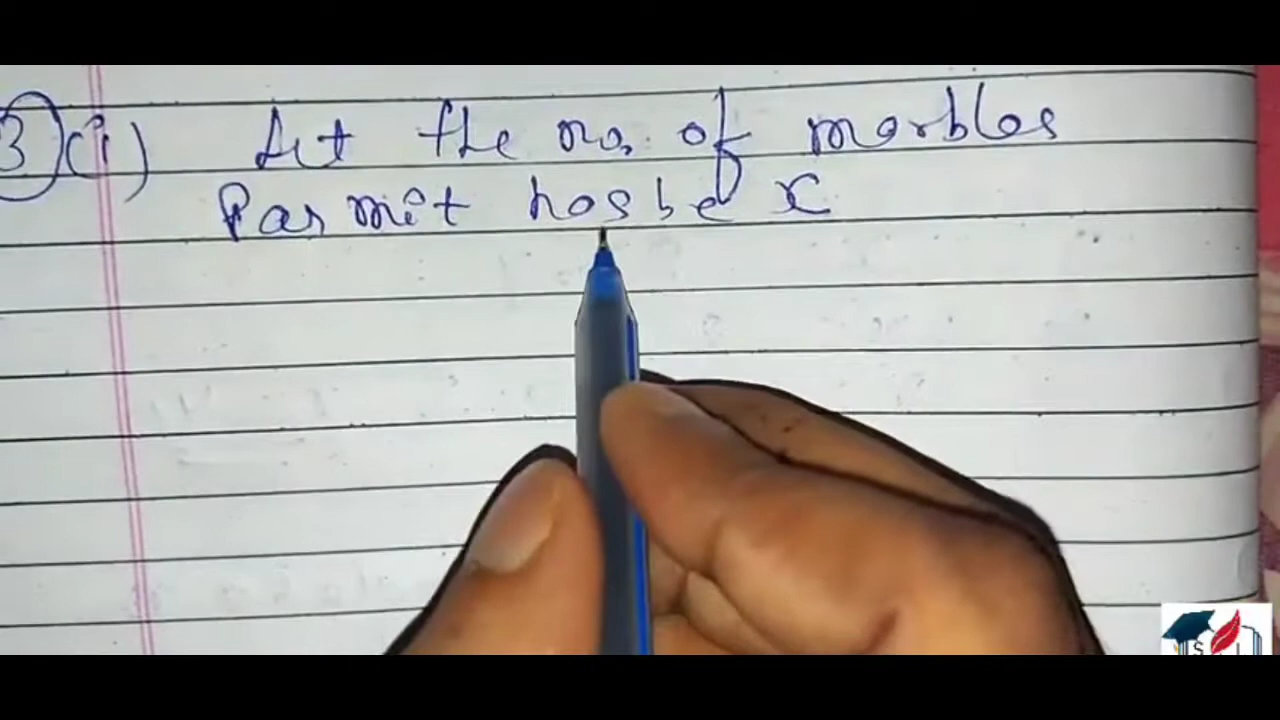 3 (i) Let the no. of marbles
Parmit has be x
S L